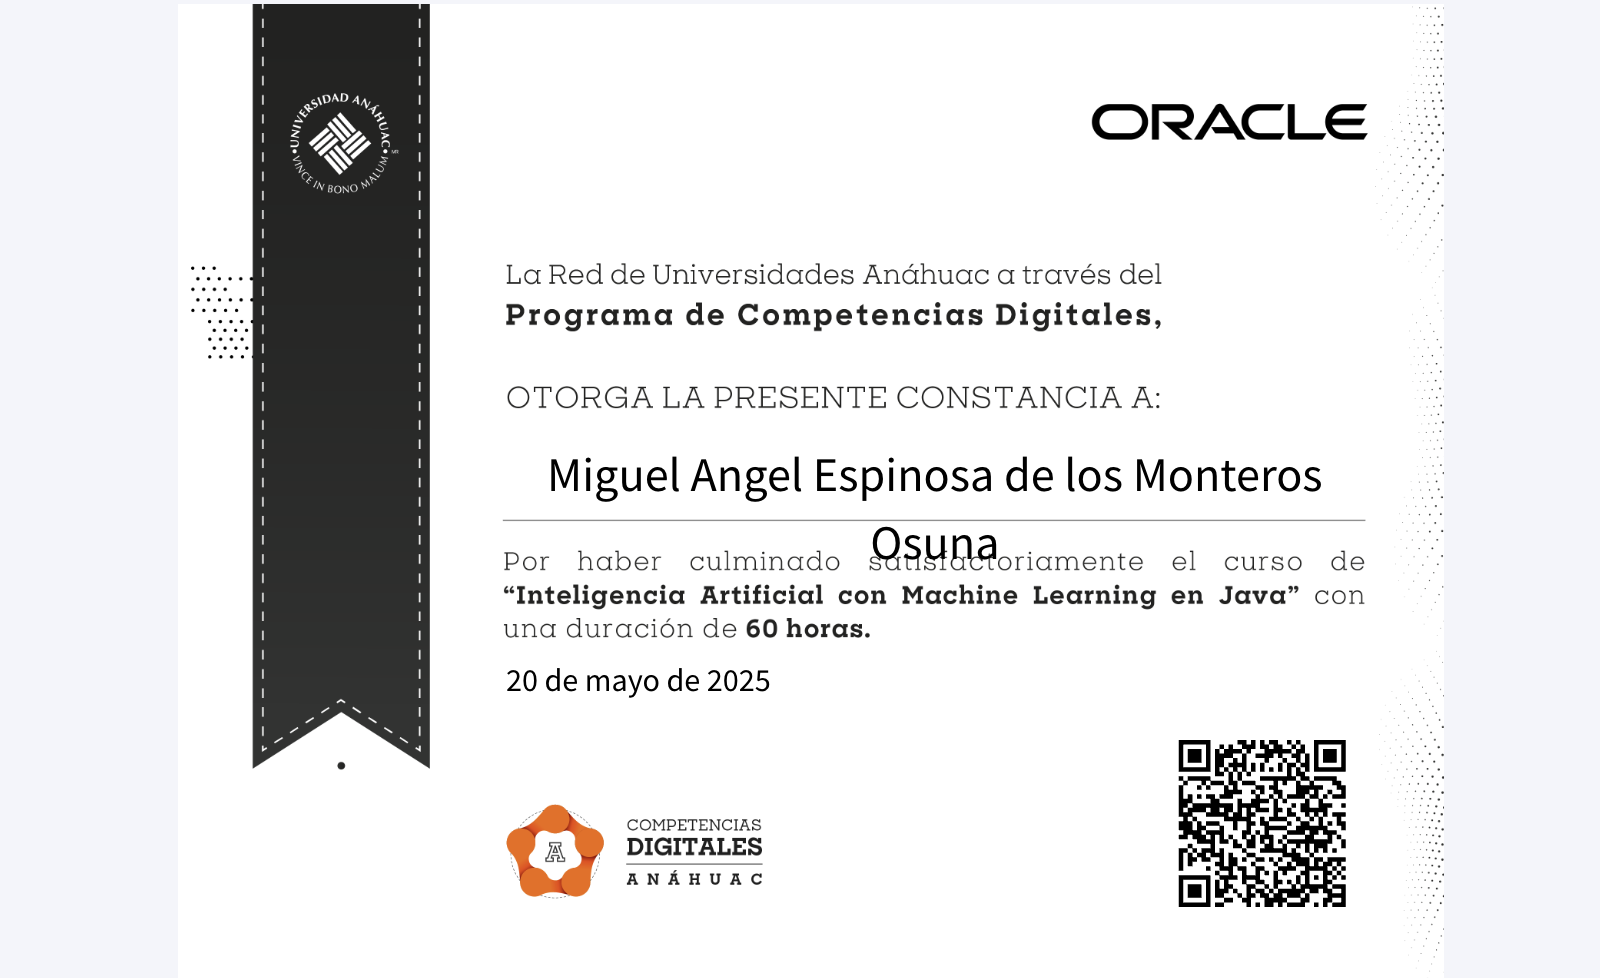 UNIVERSIDAD ANÁHUAC
MR
VINCE IN BONO MALUM
ORACLE
La Red de Universidades Anáhuac a través del
Programa de Competencias Digitales,
OTORGA LA PRESENTE CONSTANCIA A:
Miguel Angel Espinosa de los Monteros
Osuna
Por haber culminado satisfactoriamente el curso de
“Inteligencia Artificial con Machine Learning en Java” con
una duración de 60 horas.
20 de mayo de 2025
A
COMPETENCIAS
DIGITALES
ANÁHUAC